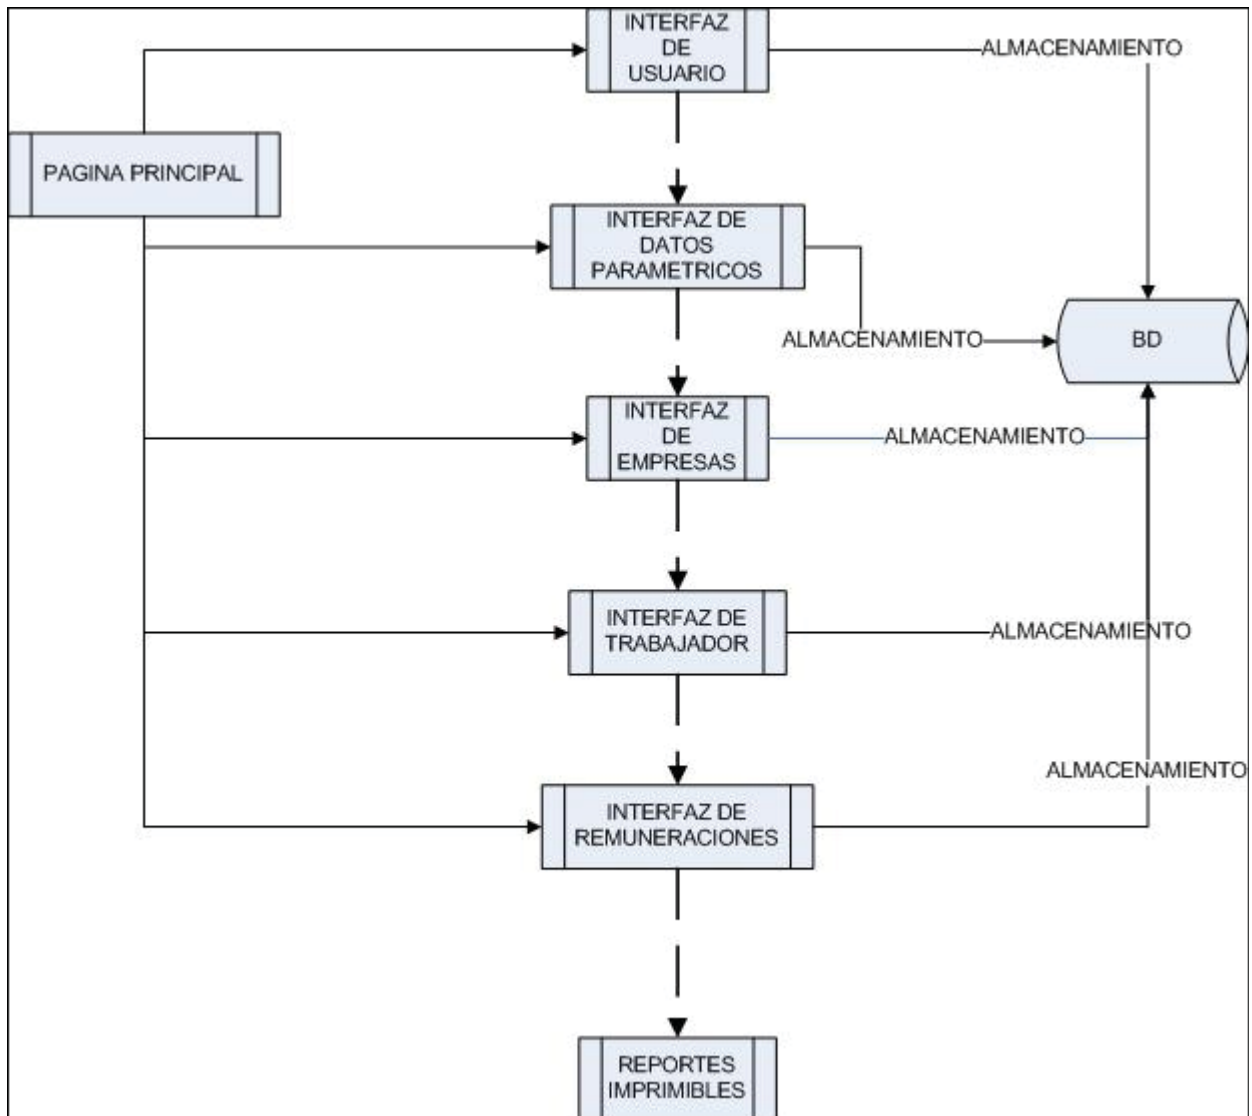 INTERFAZ
DE
USUARIO
ALMACENAMIENTO
PAGINA PRINCIPAL
INTERFAZ DE
DATOS
PARAMETRICOS
ALMACENAMIENTO
BD
INTERFAZ
DE
EMPRESAS
ALMACENAMIENTO
INTERFAZ DE
TRABAJADOR
ALMACENAMIENTO
INTERFAZ DE
REMUNERACIONES
ALMACENAMIENTO
REPORTES
IMPRIMIBLES